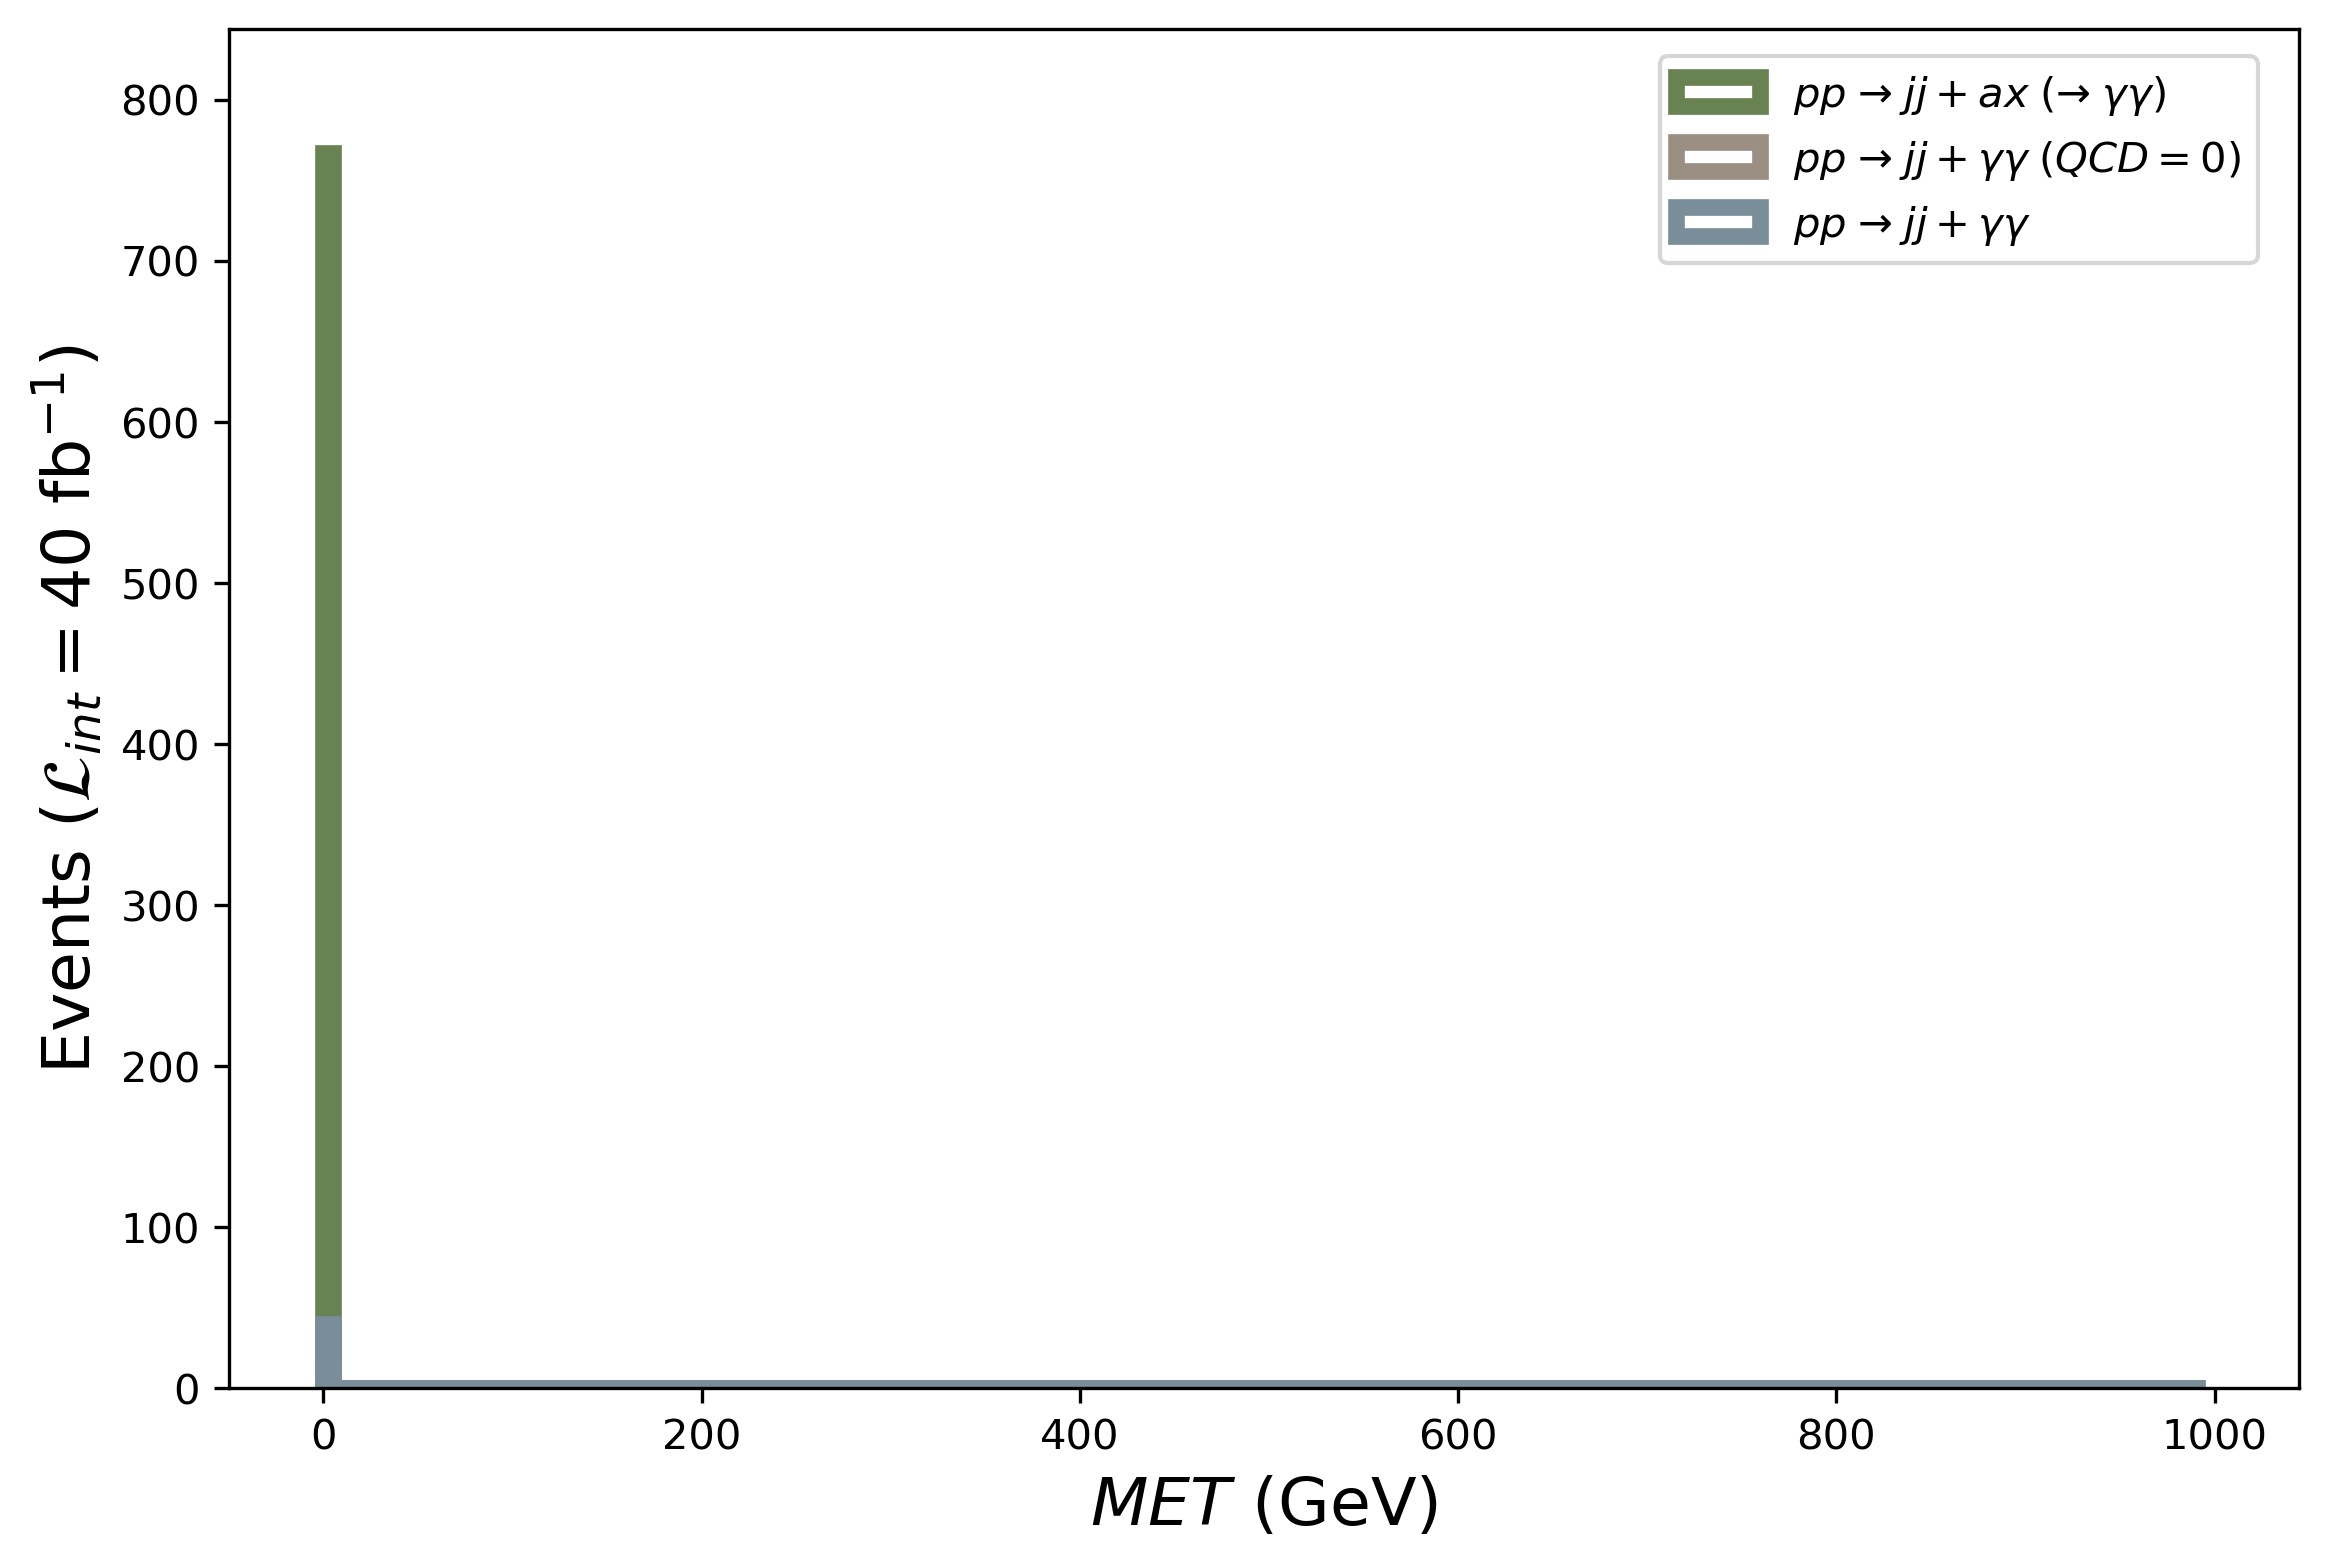 Events (ℒ_int = 40 fb⁻¹)
800
700
600
500
400
300
200
100
0
pp → jj + ax (→ γγ)
pp → jj + γγ (QCD = 0)
pp → jj + γγ
0 200 400 600 800 1000
MET (GeV)